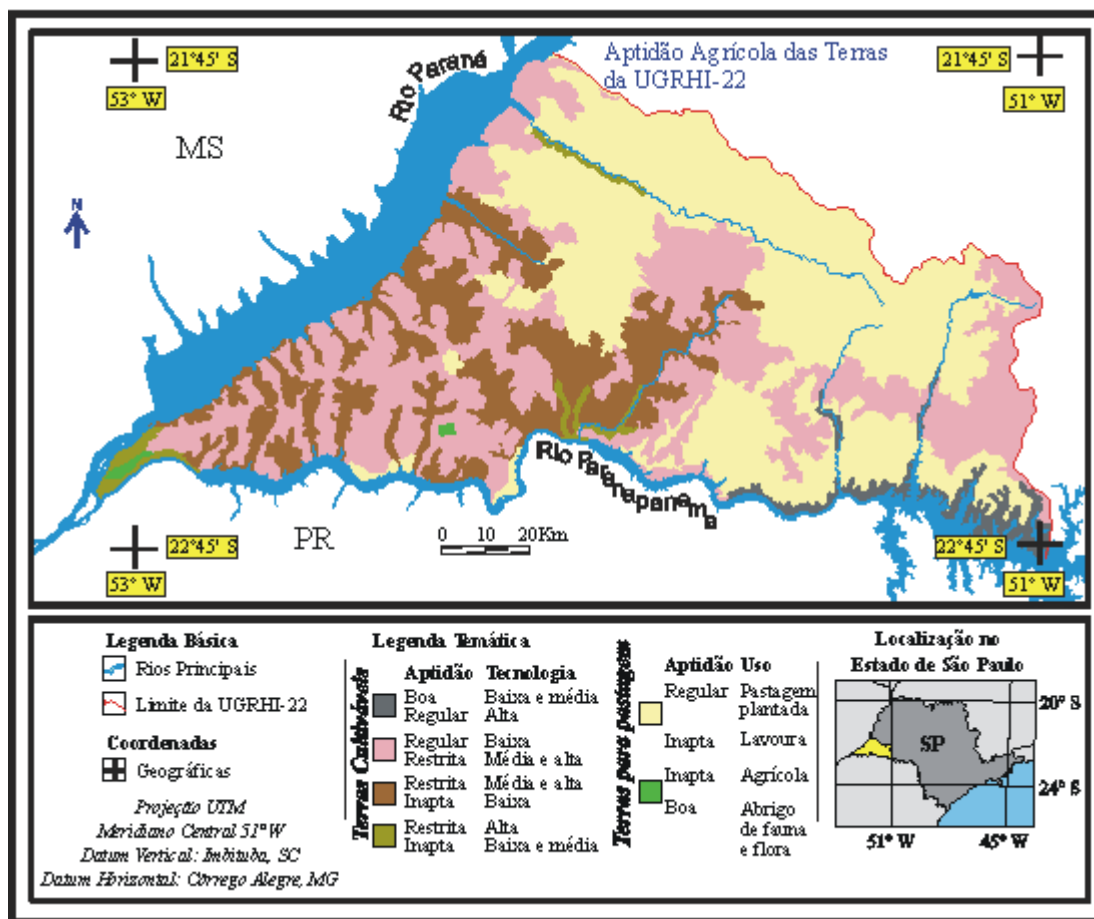 21°45' S
53° W
Rio Paraná
Aptidão Agrícola das Terras
da UGRHI-22
21°45' S
51° W
MS
N
Rio Paranapanema
PR
0 10 20Km
22°45' S
53° W
22°45' S
51° W
Legenda Básica
Rios Principais
Limite da UGRHI-22
Coordenadas
Geográficas
Projeção UTM
Meridiano Central 51° W
Datum Vertical: Imbituba, SC
Datum Horizontal: Córrego Alegre, MG
Legenda Temática
Terras Cultiváveis
Aptidão Tecnologia
Boa Baixa e média
Regular Alta
Regular Baixa
Restrita Média e alta
Restrita Média e alta
Inapta Baixa
Restrita Alta
Inapta Baixa e média
Terras para pastagem
Aptidão Uso
Regular Pastagem
plantada
Inapta Lavoura
Inapta Agrícola
Boa Abrigo
de fauna
e flora
Localização no
Estado de São Paulo
SP
20° S
24° S
51° W
45° W